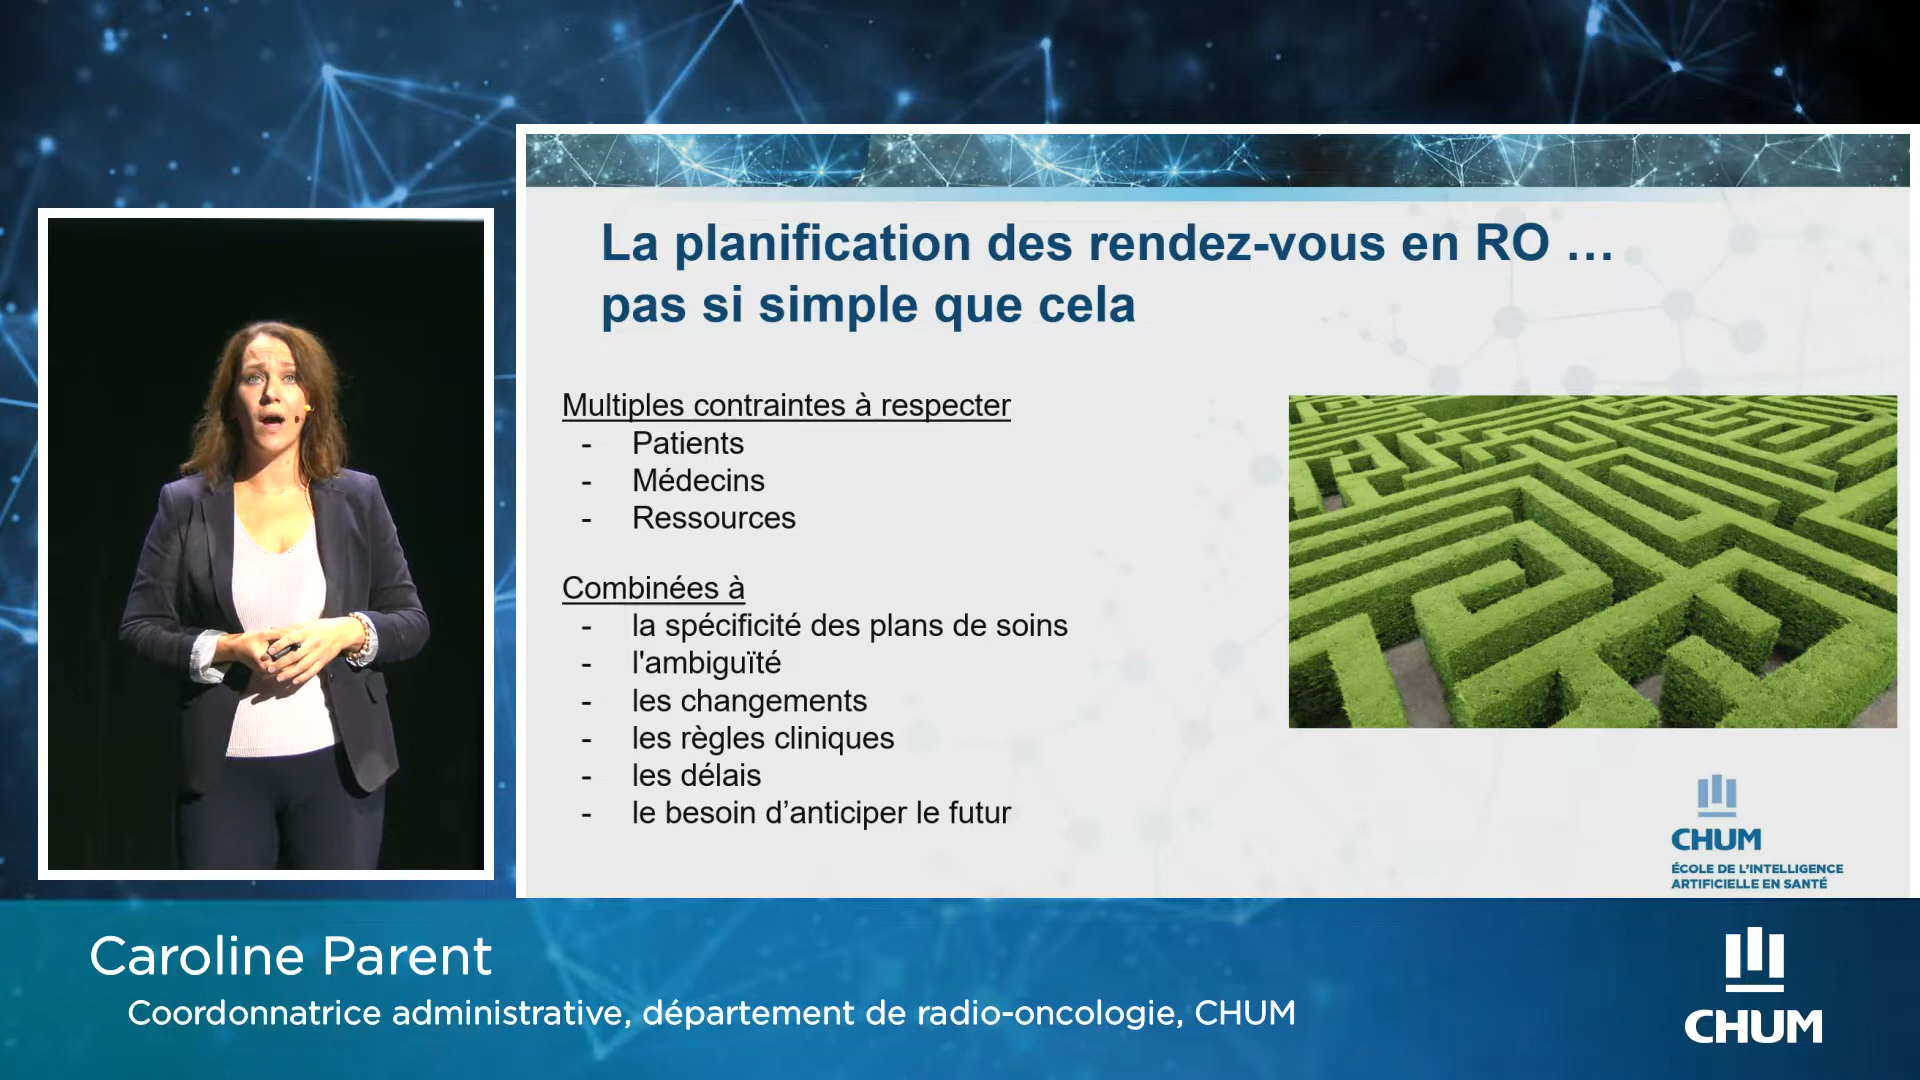 La planification des rendez-vous en RO ...
pas si simple que cela
Multiples contraintes à respecter
- Patients
- Médecins
- Ressources
Combinées à
- la spécificité des plans de soins
- l'ambiguïté
- les changements
- les règles cliniques
- les délais
- le besoin d’anticiper le futur
CHUM
ÉCOLE DE L’INTELLIGENCE
ARTIFICIELLE EN SANTÉ
Caroline Parent
Coordonnatrice administrative, département de radio-oncologie, CHUM
CHUM